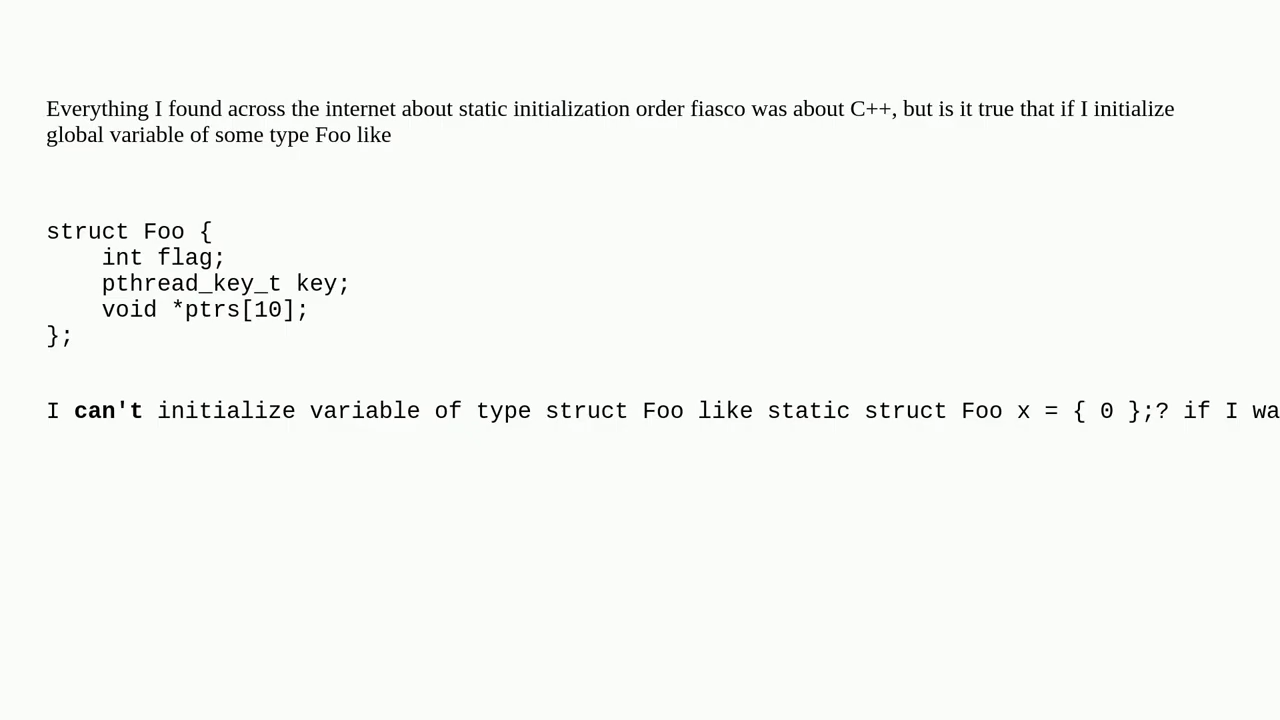 Everything I found across the internet about static initialization order fiasco was about C++, but is it true that if I initialize
global variable of some type Foo like
struct Foo {
    int flag;
    pthread_key_t key;
    void *ptrs[10];
};
I can't initialize variable of type struct Foo like static struct Foo x = { 0 };? if I wa